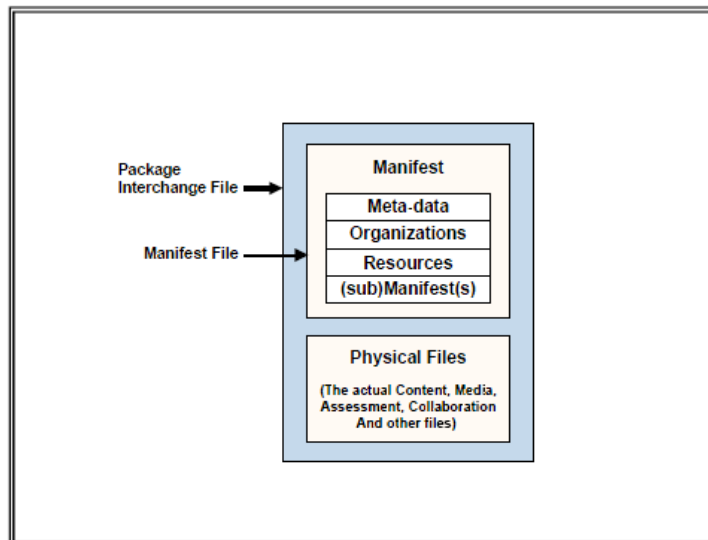 Package
Interchange File
Manifest File
Manifest
Meta-data
Organizations
Resources
(sub)Manifest(s)
Physical Files
(The actual Content, Media,
Assessment, Collaboration
And other files)